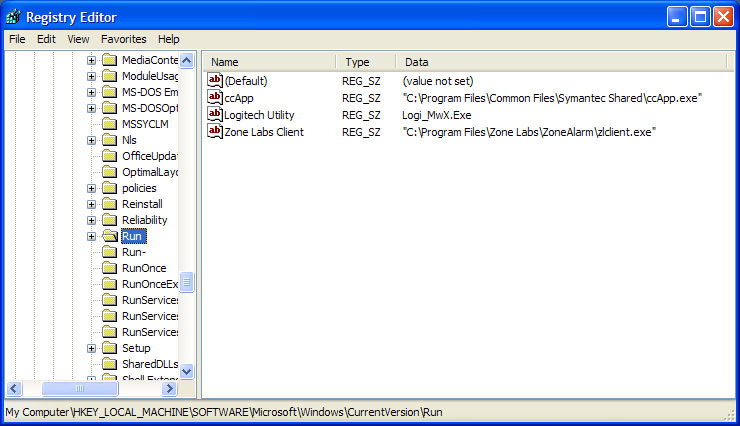 Registry Editor
File Edit View Favorites Help
Name Type Data
MediaConte
ModuleUsag
MS-DOS Em
MS-DOSOpt
MSSYCLM
Nls
OfficeUpdat
OptimalLayo
policies
Reinstall
Reliability
Run
Run-
RunOnce
RunOnceEx
RunServices
RunServices
RunServices
Setup
SharedDLLs
Shell Exten
(Default) REG_SZ (value not set)
ccApp REG_SZ "C:\Program Files\Common Files\Symantec Shared\ccApp.exe"
Logitech Utility REG_SZ Logi_MwX.Exe
Zone Labs Client REG_SZ "C:\Program Files\Zone Labs\ZoneAlarm\zlclient.exe"
My Computer\HKEY_LOCAL_MACHINE\SOFTWARE\Microsoft\Windows\CurrentVersion\Run